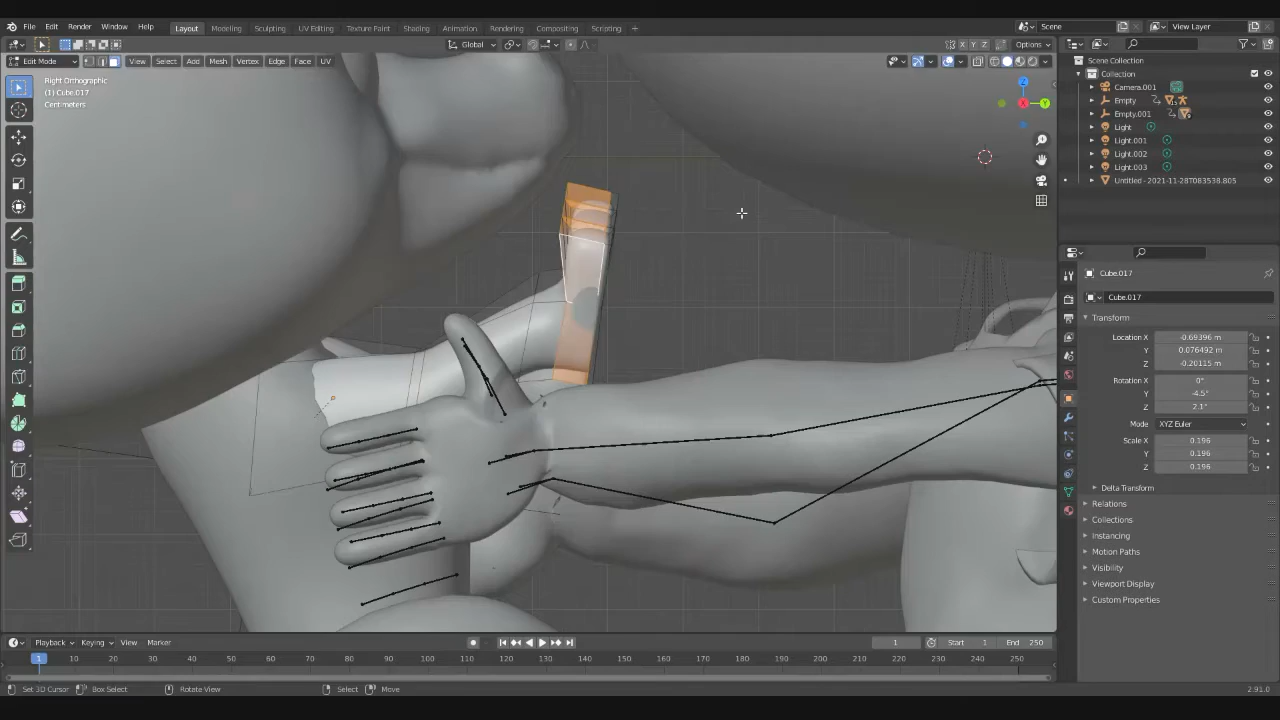 File Edit Render Window Help Layout Modeling Sculpting UV Editing Texture Paint Shading Animation Rendering Compositing Scripting Scene View Layer
Edit Mode View Select Add Mesh Vertex Edge Face UV Global X Y Z Options
Right Orthographic
(1) Cube.017
Centimeters
Z
X
Y
Scene Collection
Collection
Camera.001
Empty
Empty.001
Light
Light.001
Light.002
Light.003
Untitled - 2021-11-28T083538.805
Cube.017
Cube.017
Transform
Location X -0.69396 m
Y 0.076492 m
Z -0.20115 m
Rotation X 0°
Y -4.5°
Z 2.1°
Mode XYZ Euler
Scale X 0.196
Y 0.196
Z 0.196
Delta Transform
Relations
Collections
Instancing
Motion Paths
Visibility
Viewport Display
Custom Properties
Playback Keying View Marker 1 Start 1 End 250
1 10 20 30 40 50 60 70 80 90 100 110 120 130 140 150 160 170 180 190 200 210 220 230 240 250
Set 3D Cursor Box Select Rotate View Select Move 2.91.0